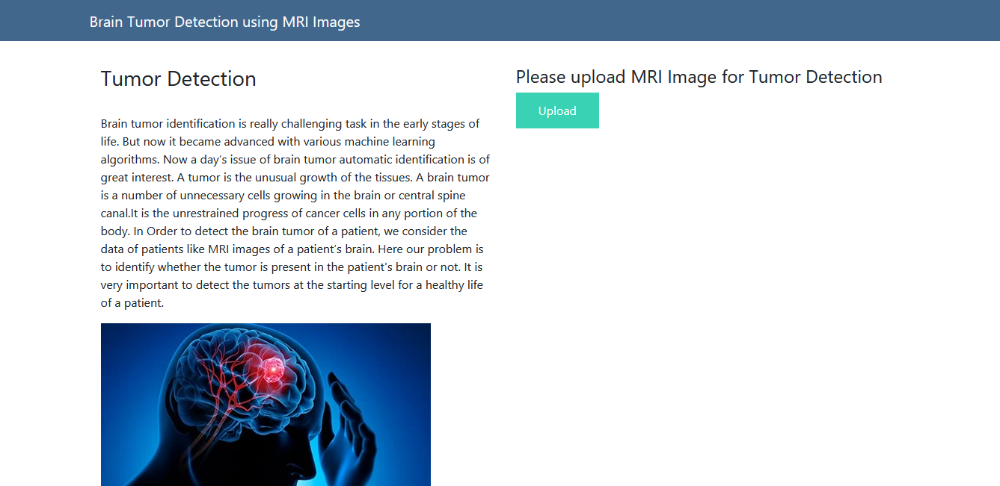 Brain Tumor Detection using MRI Images
Tumor Detection
Brain tumor identification is really challenging task in the early stages of
life. But now it became advanced with various machine learning
algorithms. Now a day’s issue of brain tumor automatic identification is of
great interest. A tumor is the unusual growth of the tissues. A brain tumor
is a number of unnecessary cells growing in the brain or central spine
canal.It is the unrestrained progress of cancer cells in any portion of the
body. In Order to detect the brain tumor of a patient, we consider the
data of patients like MRI images of a patient’s brain. Here our problem is
to identify whether the tumor is present in the patient's brain or not. It is
very important to detect the tumors at the starting level for a healthy life
of a patient.
Please upload MRI Image for Tumor Detection
Upload